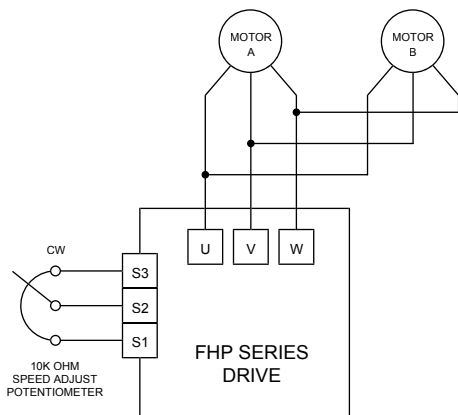 MOTOR
A
MOTOR
B
U
V
W
CW
S3
S2
S1
10K OHM
SPEED ADJUST
POTENTIOMETER
FHP SERIES
DRIVE